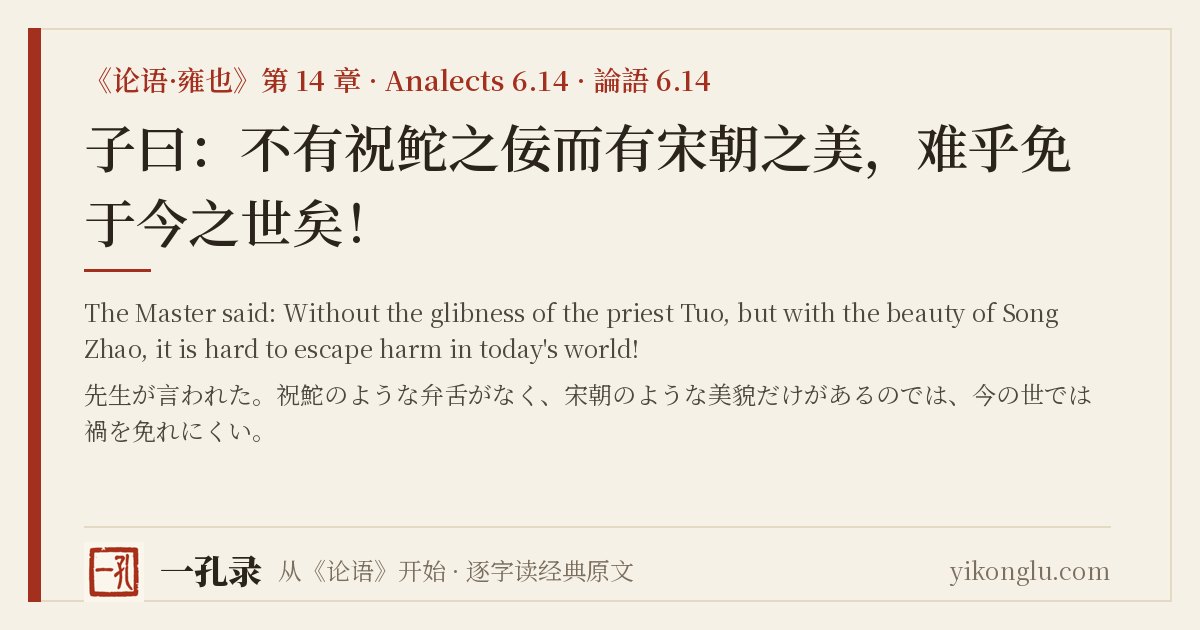 《论语·雍也》第 14 章 · Analects 6.14 · 論語 6.14
子曰：不有祝鮀之佞而有宋朝之美，难乎免
于今之世矣！
The Master said: Without the glibness of the priest Tuo, but with the beauty of Song
Zhao, it is hard to escape harm in today's world!
先生が言われた。祝鮀のような弁舌がなく、宋朝のような美貌だけがあるのでは、今の世では
禍を免れにくい。
一孔 一孔录 从《论语》开始 · 逐字读经典原文 yikonglu.com